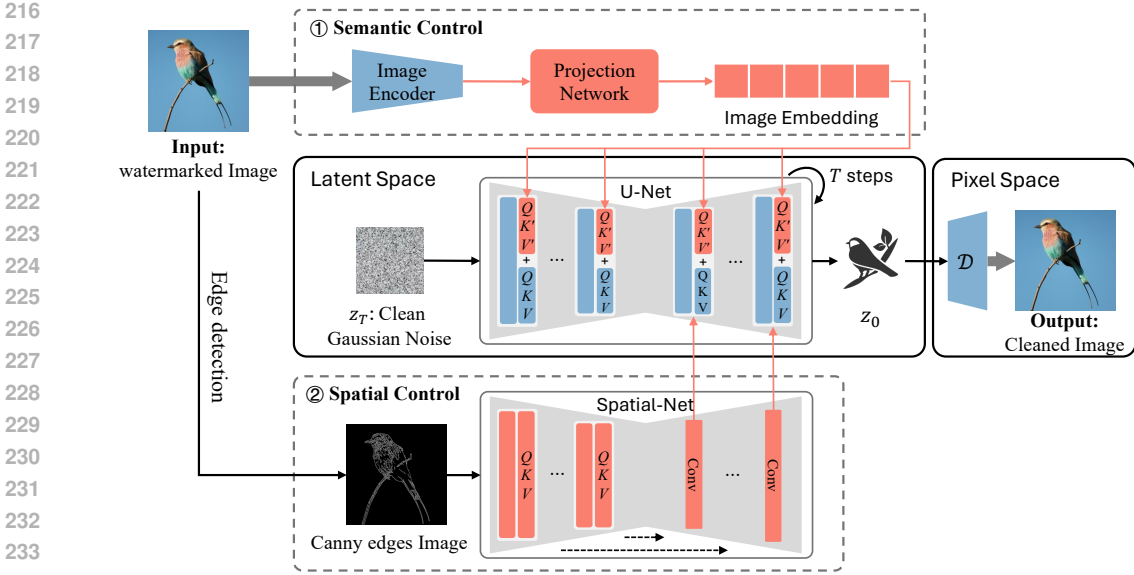 216
217
218
219
220
221
222
223
224
225
226
227
228
229
230
231
232
233
① Semantic Control
Image
Encoder
Projection
Network
Image Embedding
Input:
watermarked Image
Edge detection
Latent Space
U-Net
T steps
z_T: Clean
Gaussian Noise
Q
K'
V'
+
Q
K
V
...
Q
K'
V'
+
Q
K
V
Q
K'
V'
+
Q
K
V
...
Q
K'
V'
+
Q
K
V
z_0
Pixel Space
𝒟
Output:
Cleaned Image
② Spatial Control
Canny edges Image
Spatial-Net
Q
K
V
...
Q
K
V
Conv
...
Conv